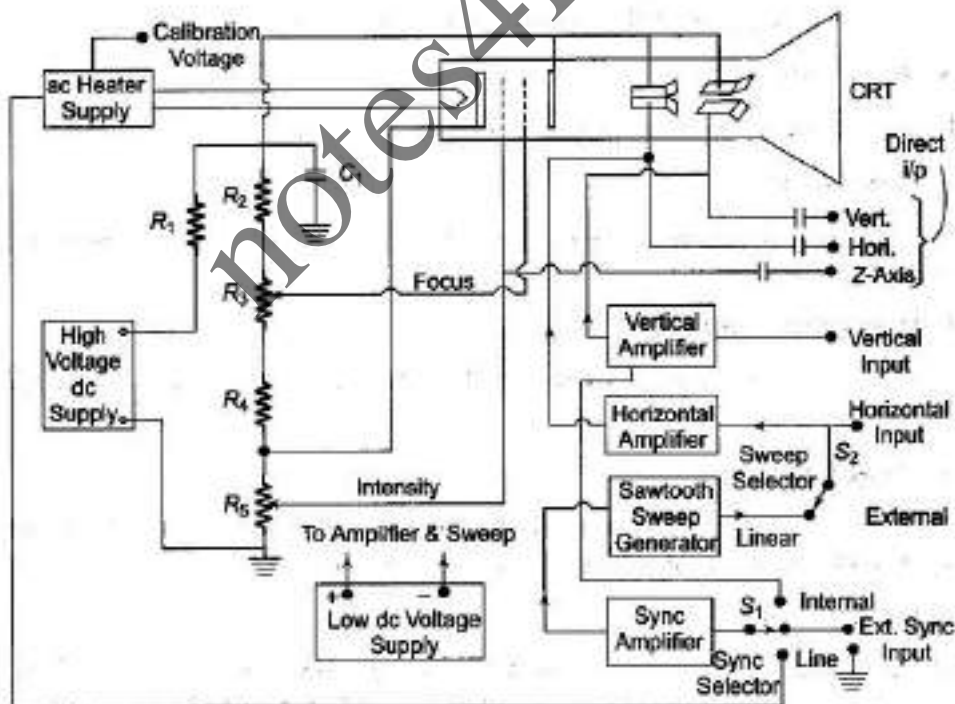 Calibration
Voltage
ac Heater
Supply
CRT
Direct
i/p
R1
R2
C1
Vert.
Hori.
Z-Axis
R3
Focus
High
Voltage
dc
Supply
Vertical
Amplifier
Vertical
Input
R4
Horizontal
Amplifier
Horizontal
Input
Sweep
Selector
S2
R5
Intensity
Sawtooth
Sweep
Generator
Linear
External
To Amplifier & Sweep
+
–
Low dc Voltage
Supply
Sync
Amplifier
S1
Internal
Ext. Sync
Input
Sync
Selector
Line